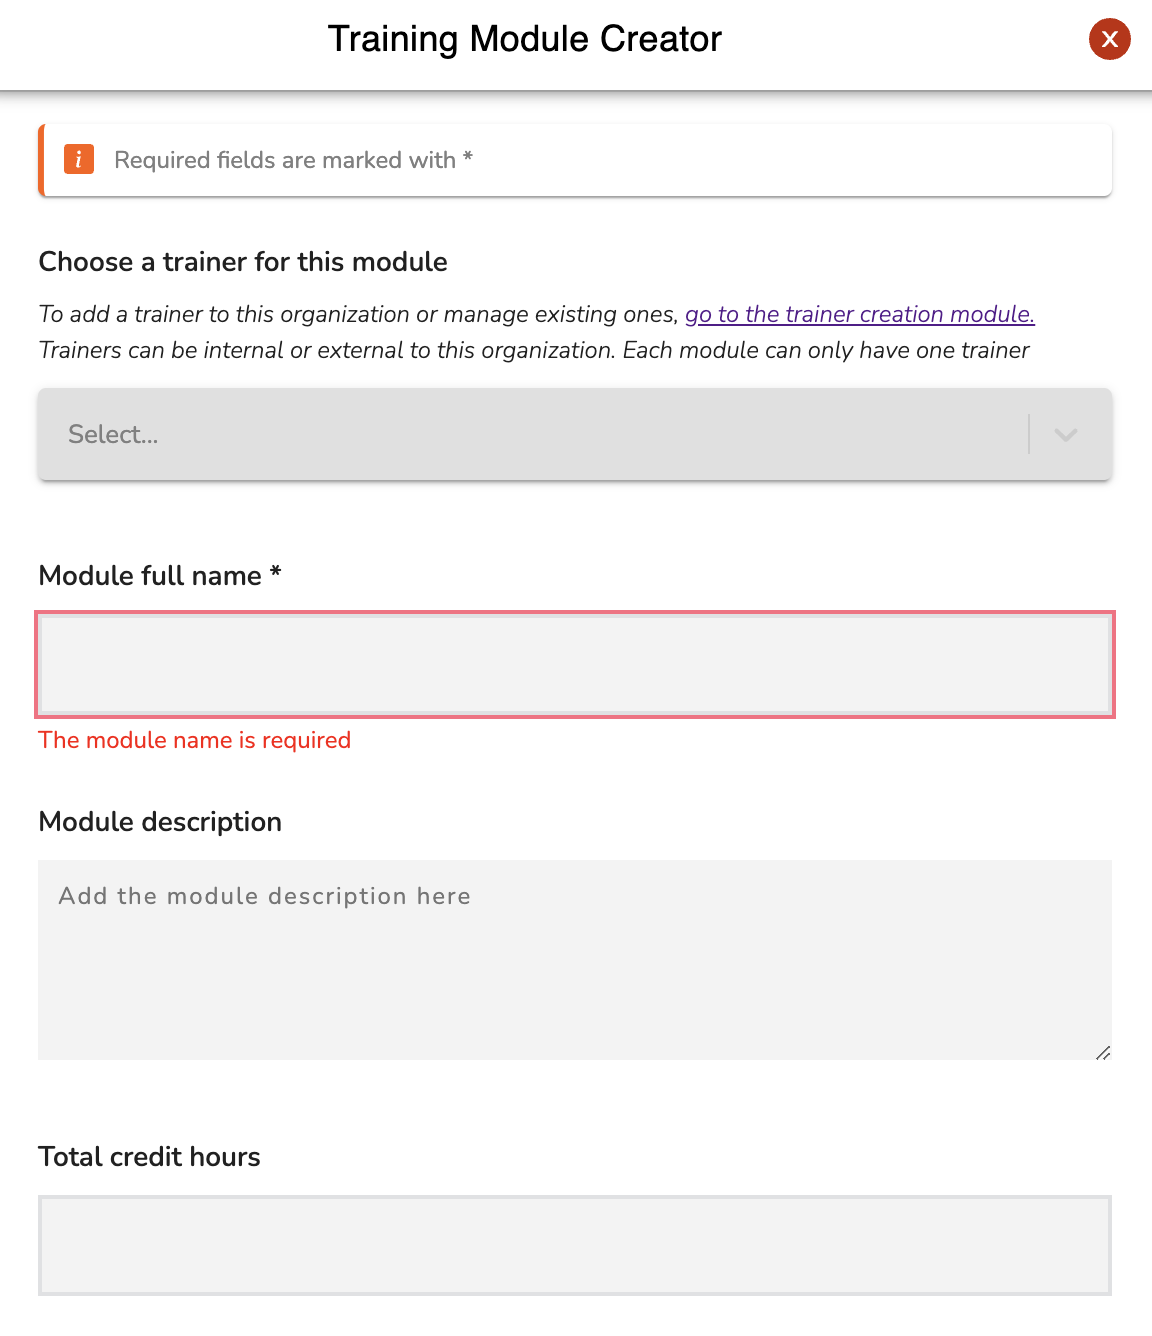 Training Module Creator
X
i
Required fields are marked with *
Choose a trainer for this module
To add a trainer to this organization or manage existing ones, go to the trainer creation module.
Trainers can be internal or external to this organization. Each module can only have one trainer
Select...
Module full name *
The module name is required
Module description
Add the module description here
Total credit hours